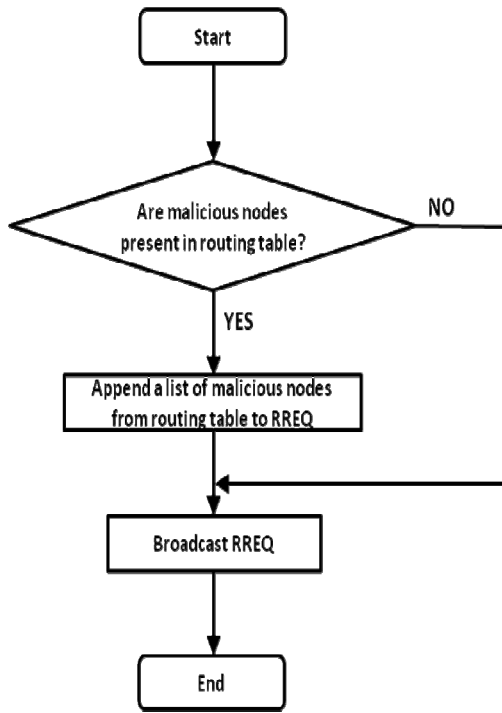 Start
Are malicious nodes
present in routing table?
NO
YES
Append a list of malicious nodes
from routing table to RREQ
Broadcast RREQ
End